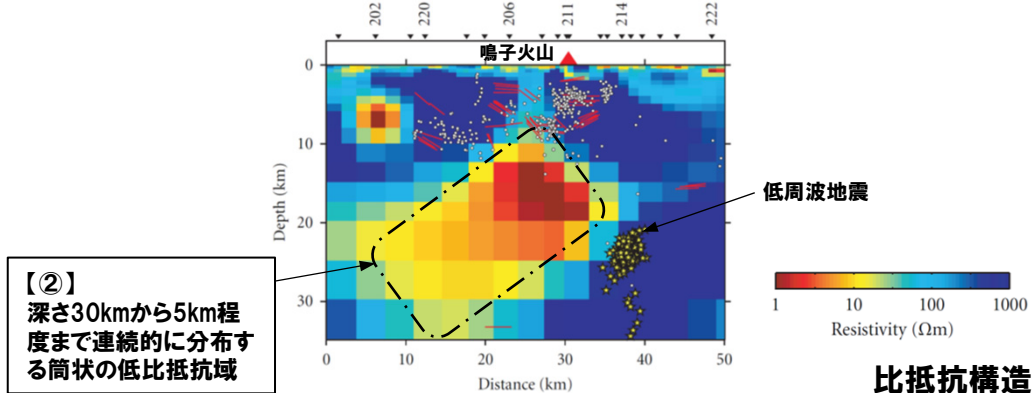 202 220 206 211 214 222
鳴子火山
0
10
20
30
Depth (km)
0 10 20 30 40 50
Distance (km)
低周波地震
【②】
深さ30kmから5km程
度まで連続的に分布す
る筒状の低比抵抗域
1 10 100 1000
Resistivity (Ωm)
比抵抗構造